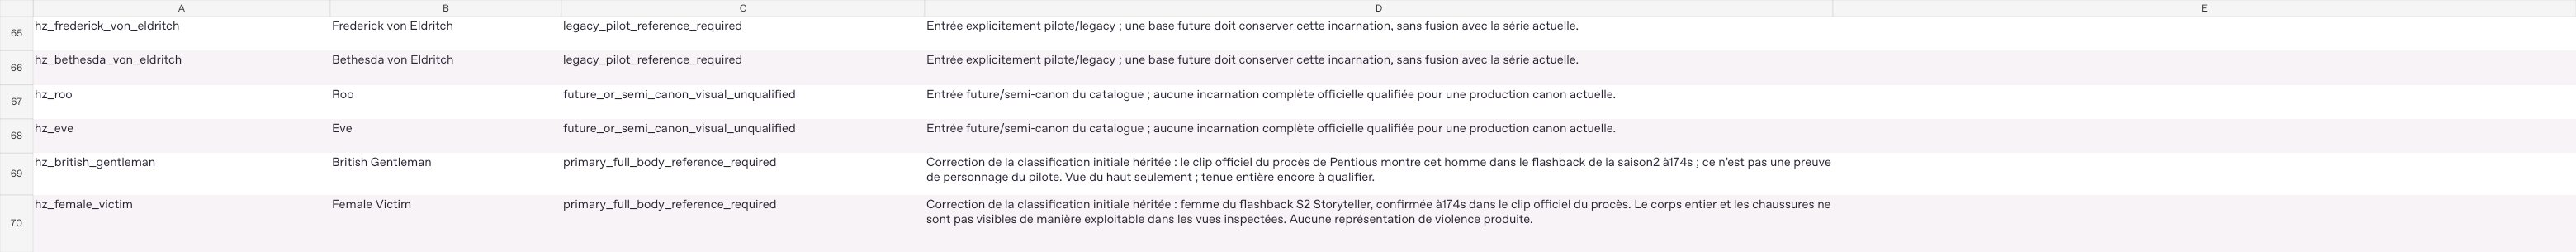 A B C D E
65 hz_frederick_von_eldritch Frederick von Eldritch legacy_pilot_reference_required Entrée explicitement pilote/legacy ; une base future doit conserver cette incarnation, sans fusion avec la série actuelle.
66 hz_bethesda_von_eldritch Bethesda von Eldritch legacy_pilot_reference_required Entrée explicitement pilote/legacy ; une base future doit conserver cette incarnation, sans fusion avec la série actuelle.
67 hz_roo Roo future_or_semi_canon_visual_unqualified Entrée future/semi-canon du catalogue ; aucune incarnation complète officielle qualifiée pour une production canon actuelle.
68 hz_eve Eve future_or_semi_canon_visual_unqualified Entrée future/semi-canon du catalogue ; aucune incarnation complète officielle qualifiée pour une production canon actuelle.
69 hz_british_gentleman British Gentleman primary_full_body_reference_required Correction de la classification initiale héritée : le clip officiel du procès de Pentious montre cet homme dans le flashback de la saison2 à174s ; ce n'est pas une preuve
de personnage du pilote. Vue du haut seulement ; tenue entière encore à qualifier.
70 hz_female_victim Female Victim primary_full_body_reference_required Correction de la classification initiale héritée : femme du flashback S2 Storyteller, confirmée à174s dans le clip officiel du procès. Le corps entier et les chaussures ne
sont pas visibles de manière exploitable dans les vues inspectées. Aucune représentation de violence produite.